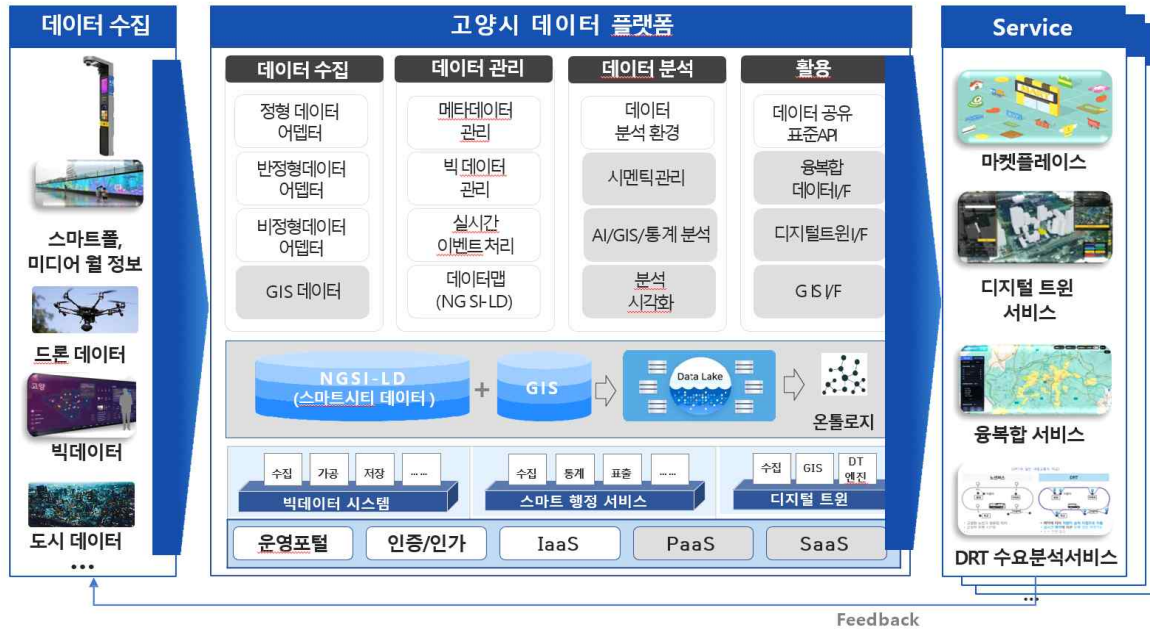 데이터 수집
스마트폴,
미디어 월 정보
드론 데이터
고양
빅데이터
도시 데이터
...
고양시 데이터 플랫폼
데이터 수집
정형 데이터
어뎁터
반정형데이터
어뎁터
비정형데이터
어뎁터
GIS 데이터
데이터 관리
메타데이터
관리
빅 데이터
관리
실시간
이벤트 처리
데이터맵
(NGSI-LD)
데이터 분석
데이터
분석 환경
시멘틱관리
AI/GIS/통계 분석
분석
시각화
활용
데이터 공유
표준API
융복합
데이터I/F
디지털트윈I/F
GIS I/F
NGSI-LD
(스마트시티 데이터)
+
GIS
Data Lake
온톨로지
수집
가공
저장
……
빅데이터 시스템
수집
통계
표출
……
스마트 행정 서비스
수집
GIS
DT
엔진
디지털 트윈
운영포털
인증/인가
IaaS
PaaS
SaaS
Service
마켓플레이스
디지털 트윈
서비스
융복합 서비스
DRT
DRT 수요분석서비스
...
Feedback